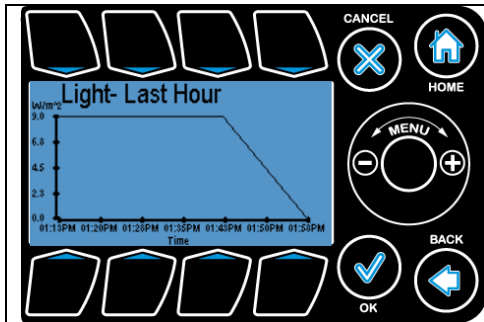 CANCEL
HOME
Light- Last Hour
W/m^2
9.0
6.8
4.5
2.3
0.0
01:13PM 01:20PM 01:28PM 01:35PM 01:43PM 01:50PM 01:58PM
Time
MENU
BACK
OK